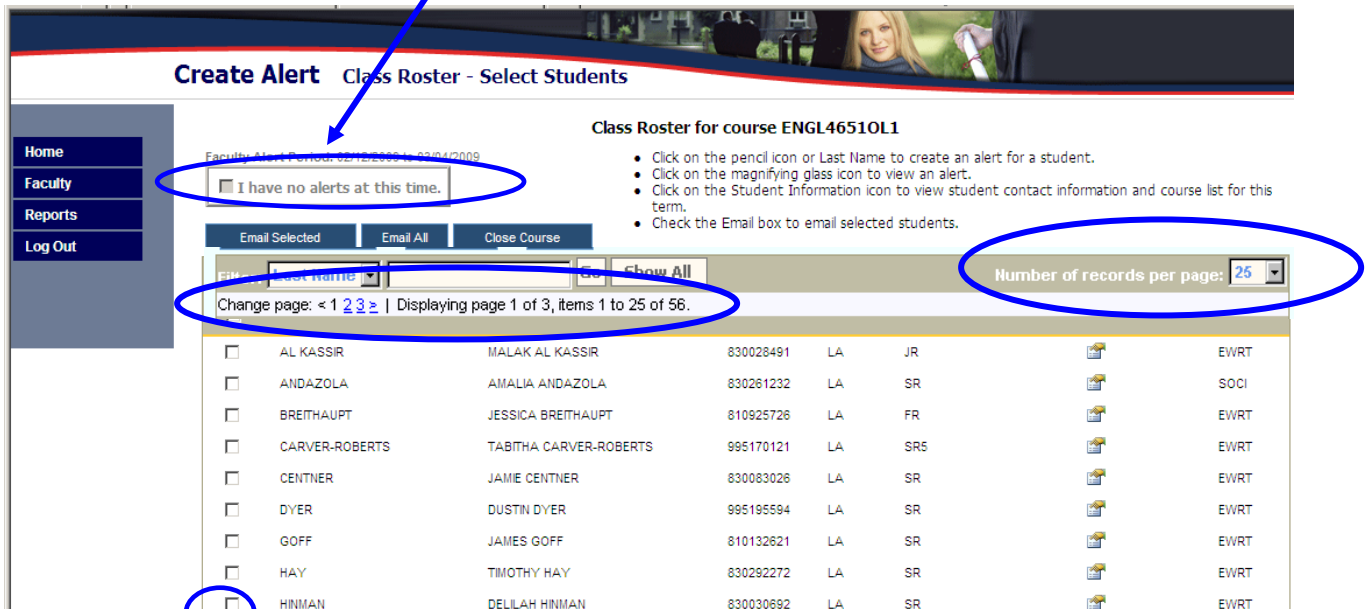 Create Alert Class Roster - Select Students
Home
Faculty
Reports
Log Out
Class Roster for course ENGL4651OL1
Faculty Alert Period: 02/12/2009 to 03/04/2009
I have no alerts at this time.
• Click on the pencil icon or Last Name to create an alert for a student.
• Click on the magnifying glass icon to view an alert.
• Click on the Student Information icon to view student contact information and course list for this
term.
• Check the Email box to email selected students.
Email Selected Email All Close Course
Filter: Last Name Go Show All Number of records per page: 25
Change page: < 1 2 3 > | Displaying page 1 of 3, items 1 to 25 of 56.
AL KASSIR MALAK AL KASSIR 830028491 LA JR EWRT
ANDAZOLA AMALIA ANDAZOLA 830261232 LA SR SOCI
BREITHAUPT JESSICA BREITHAUPT 810925726 LA FR EWRT
CARVER-ROBERTS TABITHA CARVER-ROBERTS 995170121 LA SR5 EWRT
CENTNER JAMIE CENTNER 830083026 LA SR EWRT
DYER DUSTIN DYER 995195594 LA SR EWRT
GOFF JAMES GOFF 810132621 LA SR EWRT
HAY TIMOTHY HAY 830292272 LA SR EWRT
HINMAN DELILAH HINMAN 830030692 LA SR EWRT